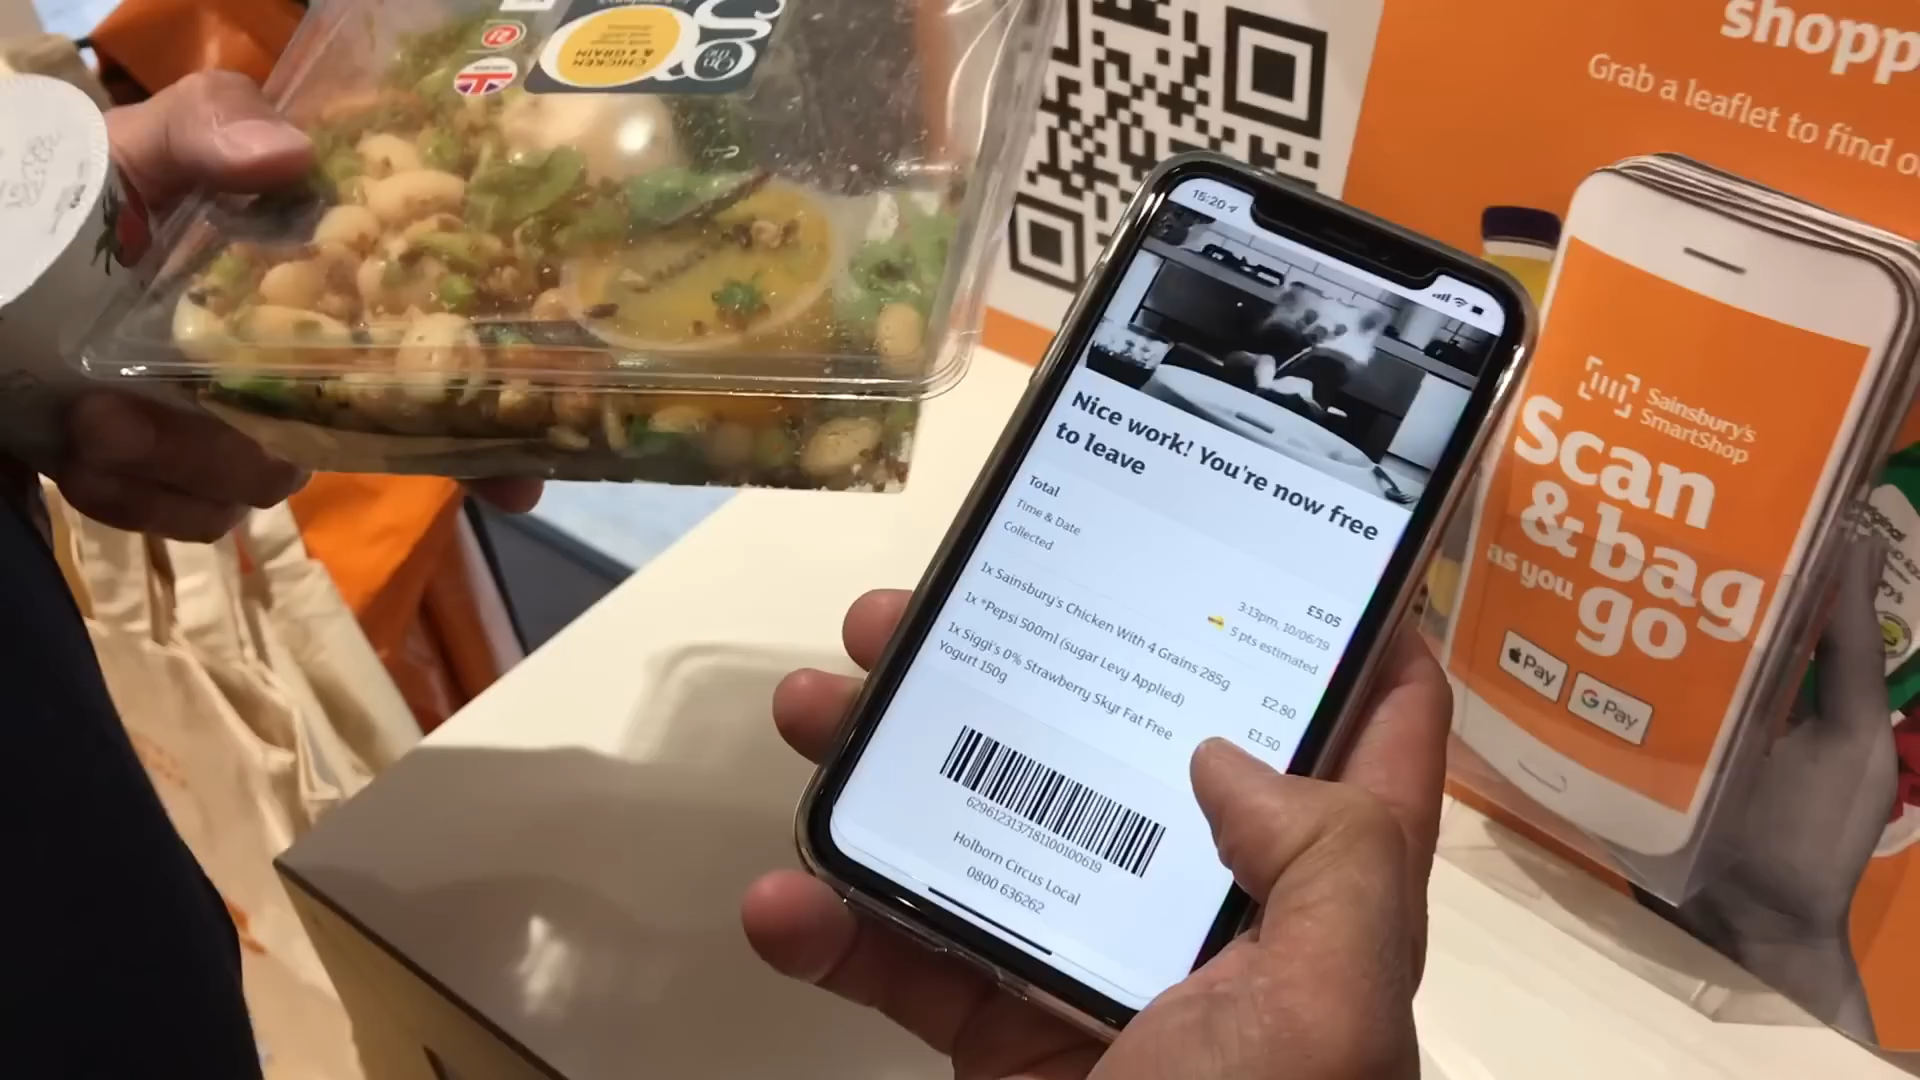 On
the
go
CHICKEN
& 4 GRAIN
shopp
Grab a leaflet to find o
15:20
Nice work! You're now free
to leave
Total
£5.05
Time & Date
3:13pm, 10/06/19
Collected
5 pts estimated
1x Sainsbury's Chicken With 4 Grains 285g
£2.80
1x *Pepsi 500ml (sugar Levy Applied)
£1.50
1x Siggi's 0% Strawberry Skyr Fat Free
Yogurt 150g
Holborn Circus Local
0800 636262
Sainsbury's
SmartShop
Scan
& bag
as you
go
Pay
G Pay